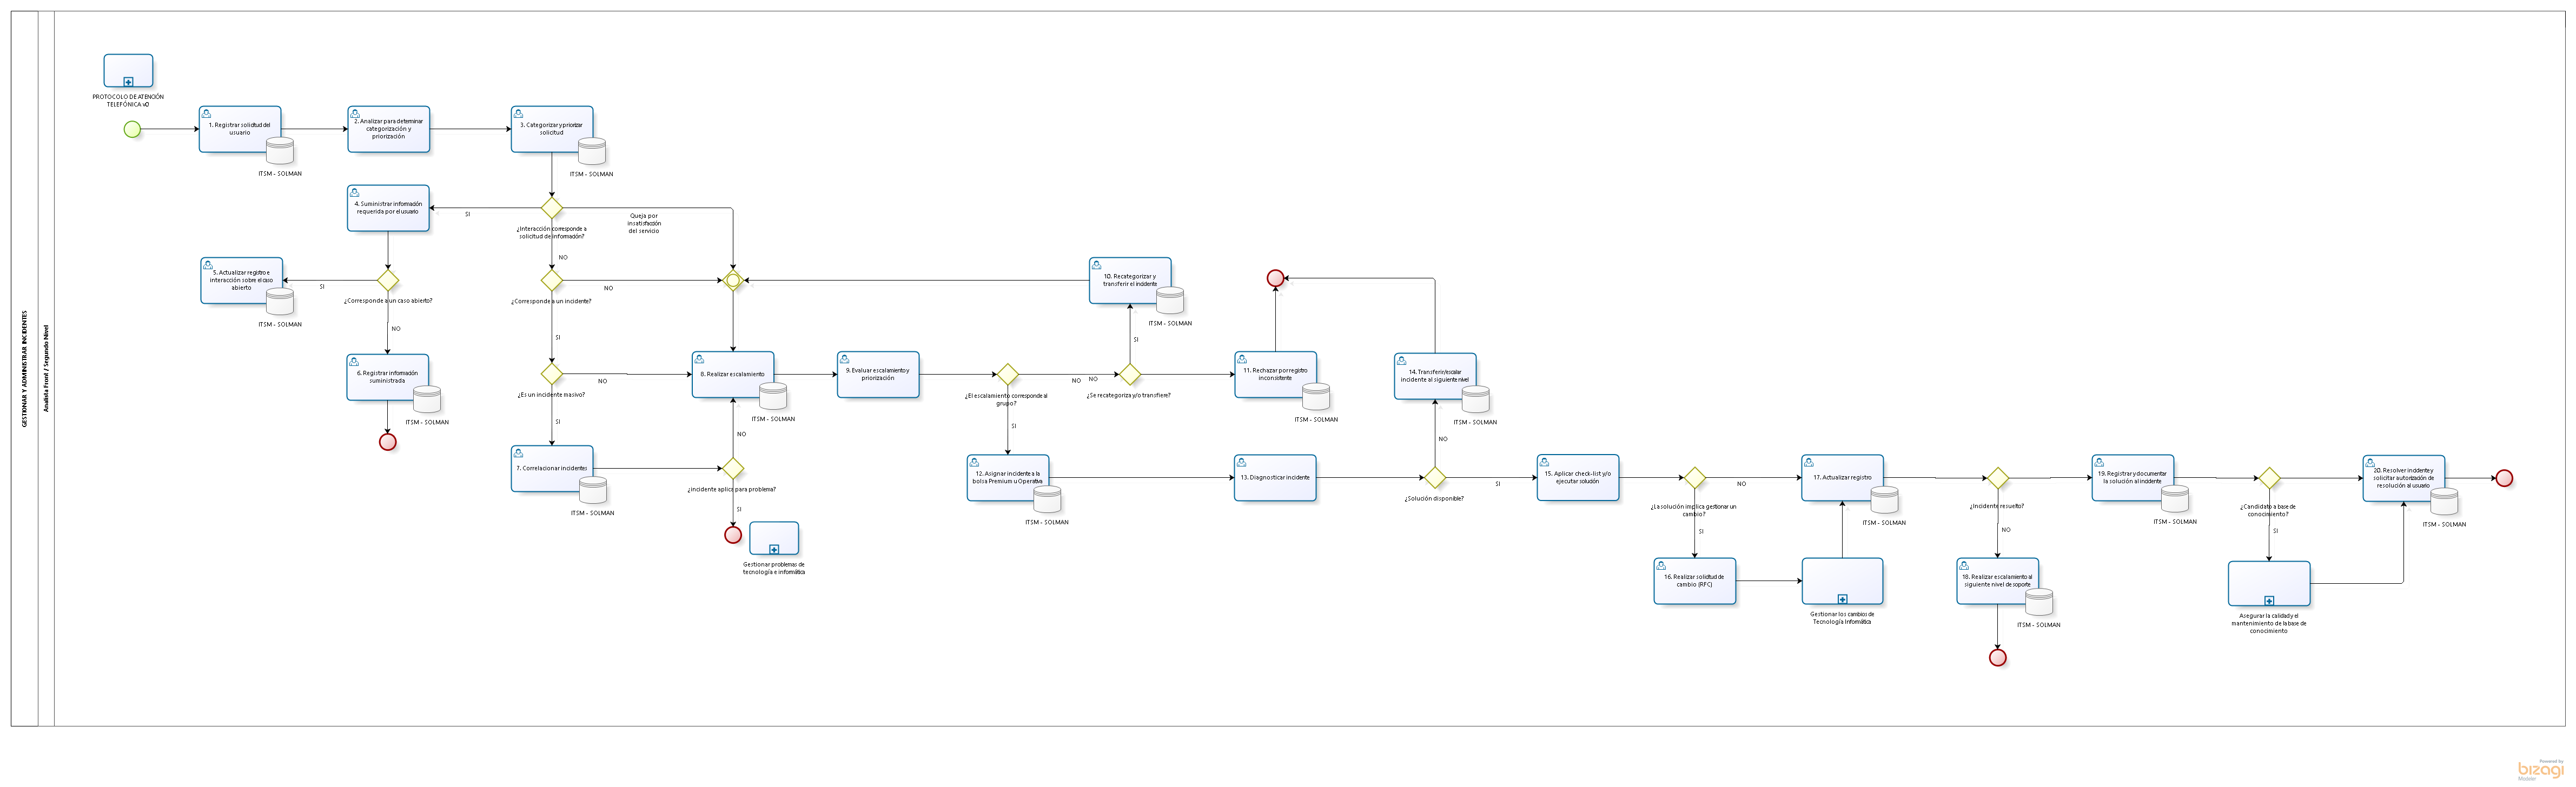 GESTIONAR Y ADMINISTRAR INCIDENTES
Analista Front / Segundo Nivel
PROTOCOLO DE ATENCIÓN
TELEFÓNICA v0
1. Registrar solicitud del
usuario
ITSM - SOLMAN
2. Analizar para determinar
categorización y
priorización
3. Categorizar y priorizar
solicitud
ITSM - SOLMAN
4. Suministrar información
requerida por el usuario
SI
¿Interacción corresponde a
solicitud de información?
Queja por
insatisfacción
del servicio
NO
5. Actualizar registro e
interacción sobre el caso
abierto
ITSM - SOLMAN
SI
¿Corresponde a un caso abierto?
NO
¿Corresponde a un incidente?
NO
SI
10. Recategorizar y
transferir el incidente
ITSM - SOLMAN
SI
6. Registrar información
suministrada
ITSM - SOLMAN
¿Es un incidente masivo?
NO
SI
8. Realizar escalamiento
ITSM - SOLMAN
NO
9. Evaluar escalamiento y
priorización
¿El escalamiento corresponde al
grupo?
NO
NO
¿Se recategoriza y/o transfiere?
SI
11. Rechazar por registro
inconsistente
ITSM - SOLMAN
14. Transferir/escalar
incidente al siguiente nivel
ITSM - SOLMAN
NO
7. Correlacionar incidentes
ITSM - SOLMAN
¿incidente aplica para problema?
SI
Gestionar problemas de
tecnología e informática
12. Asignar incidente a la
bolsa Premium u Operativa
ITSM - SOLMAN
13. Diagnosticar incidente
¿Solución disponible?
SI
15. Aplicar check-list y/o
ejecutar solución
¿La solución implica gestionar un
cambio?
NO
SI
16. Realizar solicitud de
cambio (RFC)
Gestionar los cambios de
Tecnología Informática
17. Actualizar registro
ITSM - SOLMAN
¿Incidente resuelto?
NO
18. Realizar escalamiento al
siguiente nivel de soporte
ITSM - SOLMAN
19. Registrar y documentar
la solución al incidente
ITSM - SOLMAN
¿Candidato a base de
conocimiento?
SI
Asegurar la calidad y el
mantenimiento de la base de
conocimiento
20. Resolver incidente y
solicitar autorización de
resolución al usuario
ITSM - SOLMAN
Powered by
bizagi
Modeler